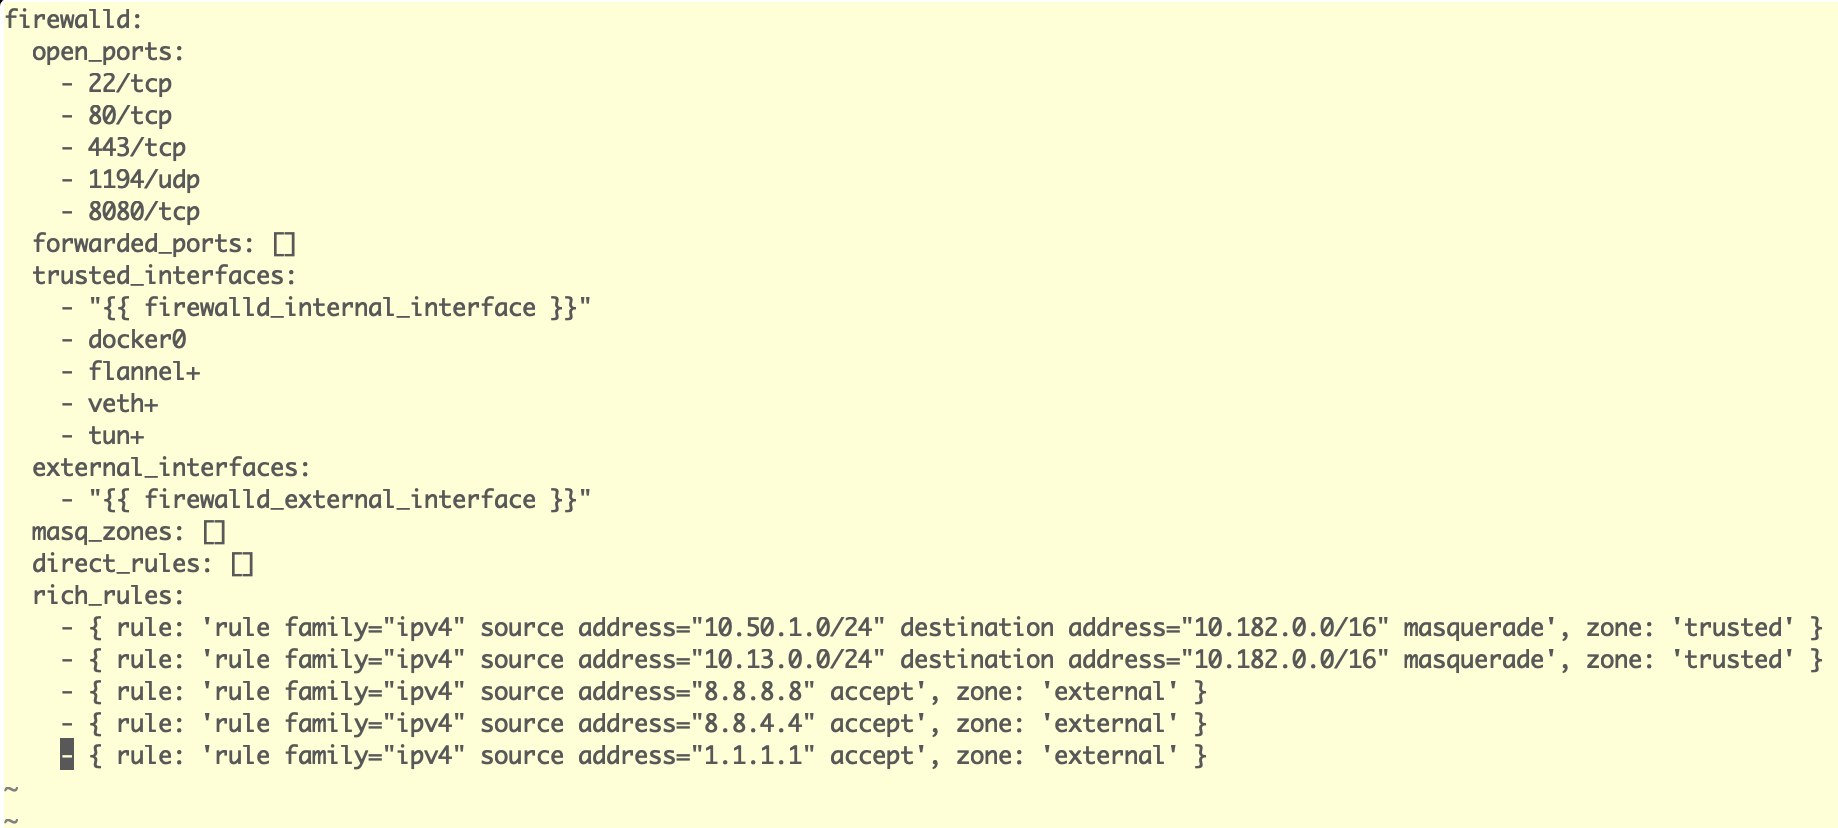 firewalld:
  open_ports:
    - 22/tcp
    - 80/tcp
    - 443/tcp
    - 1194/udp
    - 8080/tcp
  forwarded_ports: []
  trusted_interfaces:
    - "{{ firewalld_internal_interface }}"
    - docker0
    - flannel+
    - veth+
    - tun+
  external_interfaces:
    - "{{ firewalld_external_interface }}"
  masq_zones: []
  direct_rules: []
  rich_rules:
    - { rule: 'rule family="ipv4" source address="10.50.1.0/24" destination address="10.182.0.0/16" masquerade', zone: 'trusted' }
    - { rule: 'rule family="ipv4" source address="10.13.0.0/24" destination address="10.182.0.0/16" masquerade', zone: 'trusted' }
    - { rule: 'rule family="ipv4" source address="8.8.8.8" accept', zone: 'external' }
    - { rule: 'rule family="ipv4" source address="8.8.4.4" accept', zone: 'external' }
    - { rule: 'rule family="ipv4" source address="1.1.1.1" accept', zone: 'external' }
~
~